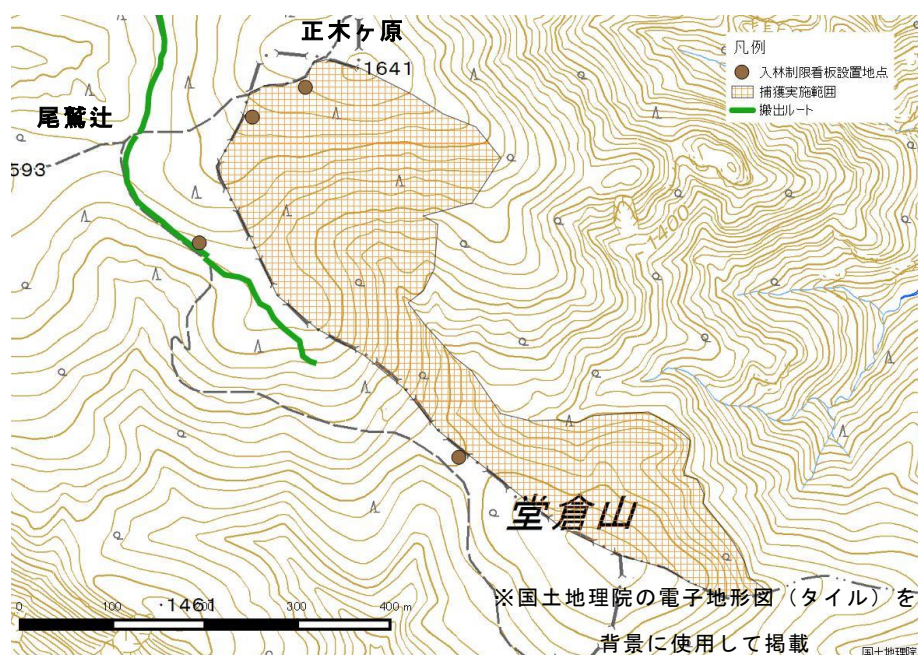 正木ヶ原
1641
凡例
入林制限看板設置地点
捕獲実施範囲
搬出ルート
尾鷲辻
593
1400
堂倉山
0 100 200 300 400 m
・1461
※国土地理院の電子地形図（タイル）を
背景に使用して掲載
国土地理院